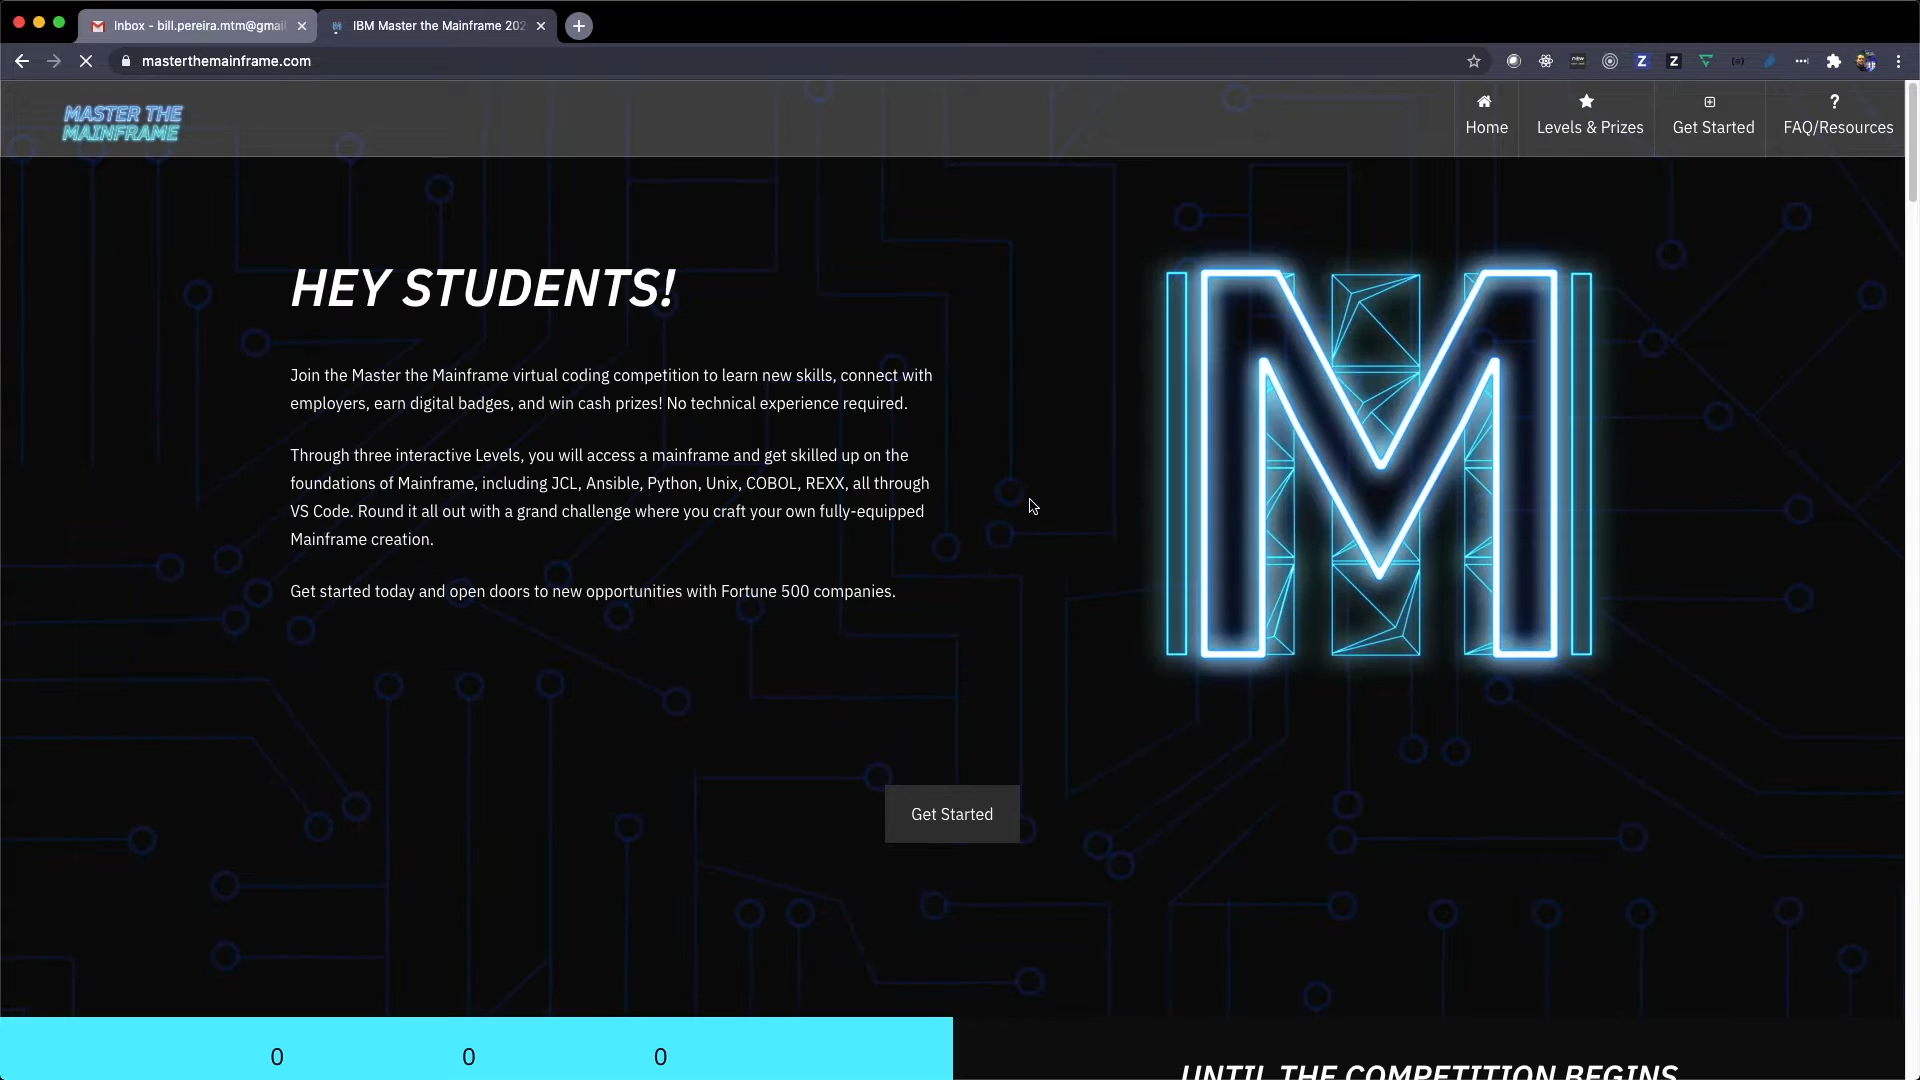 Inbox - bill.pereira.mtm@gmai
IBM Master the Mainframe 202
masterthemainframe.com
MASTER THE
MAINFRAME
Home
Levels & Prizes
Get Started
FAQ/Resources
HEY STUDENTS!
Join the Master the Mainframe virtual coding competition to learn new skills, connect with
employers, earn digital badges, and win cash prizes! No technical experience required.
Through three interactive Levels, you will access a mainframe and get skilled up on the
foundations of Mainframe, including JCL, Ansible, Python, Unix, COBOL, REXX, all through
VS Code. Round it all out with a grand challenge where you craft your own fully-equipped
Mainframe creation.
Get started today and open doors to new opportunities with Fortune 500 companies.
M
Get Started
0 0 0
UNTIL THE COMPETITION BEGINS